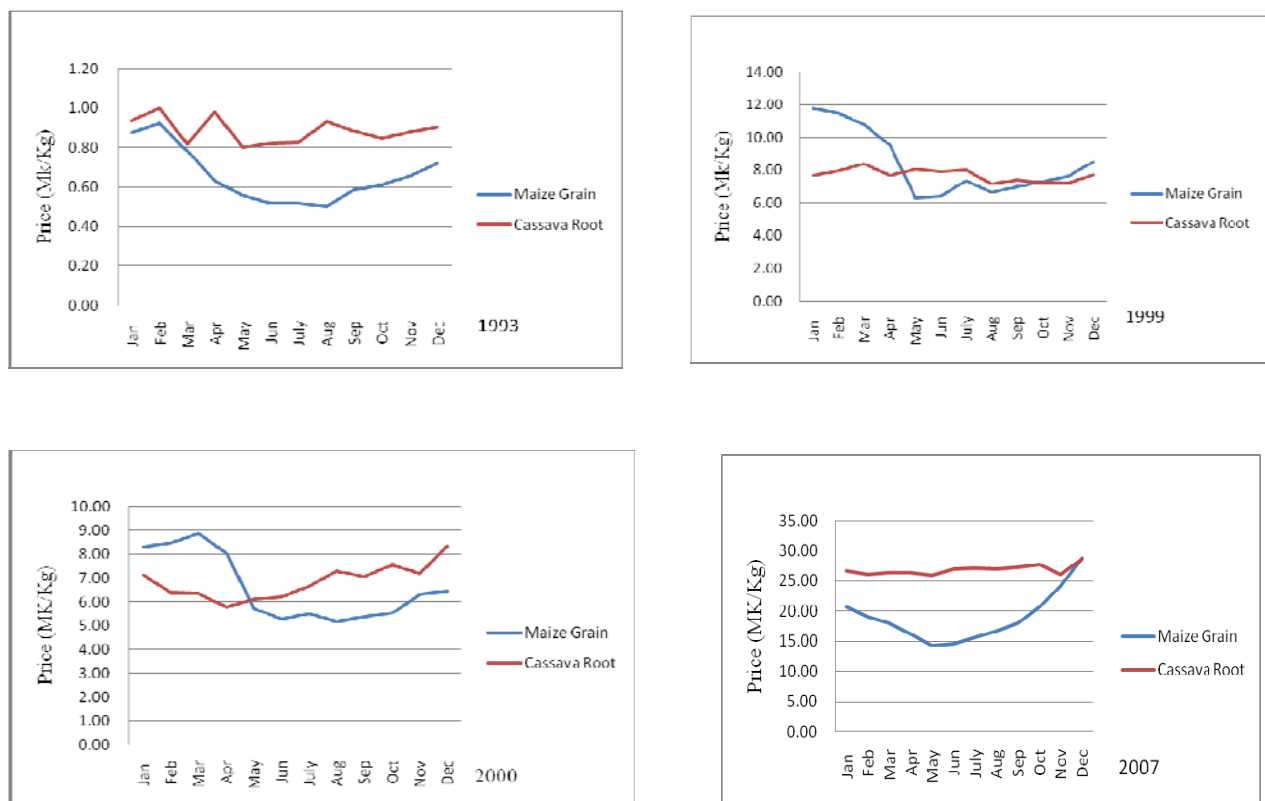 1.20
1.00
0.80
0.60
0.40
0.20
0.00
Price (Mk/Kg)
Jan
Feb
Mar
Apr
May
Jun
July
Aug
Sep
Oct
Nov
Dec
Maize Grain
Cassava Root
1993
14.00
12.00
10.00
8.00
6.00
4.00
2.00
0.00
Price (Mk/Kg)
Jan
Feb
Mar
Apr
May
Jun
July
Aug
Sep
Oct
Nov
Dec
Maize Grain
Cassava Root
1999
10.00
9.00
8.00
7.00
6.00
5.00
4.00
3.00
2.00
1.00
0.00
Price (MK/Kg)
Jan
Feb
Mar
Apr
May
Jun
July
Aug
Sep
Oct
Nov
Dec
Maize Grain
Cassava Root
2000
35.00
30.00
25.00
20.00
15.00
10.00
5.00
0.00
Price (MK/Kg)
Jan
Feb
Mar
Apr
May
Jun
July
Aug
Sep
Oct
Nov
Dec
Maize Grain
Cassava Root
2007